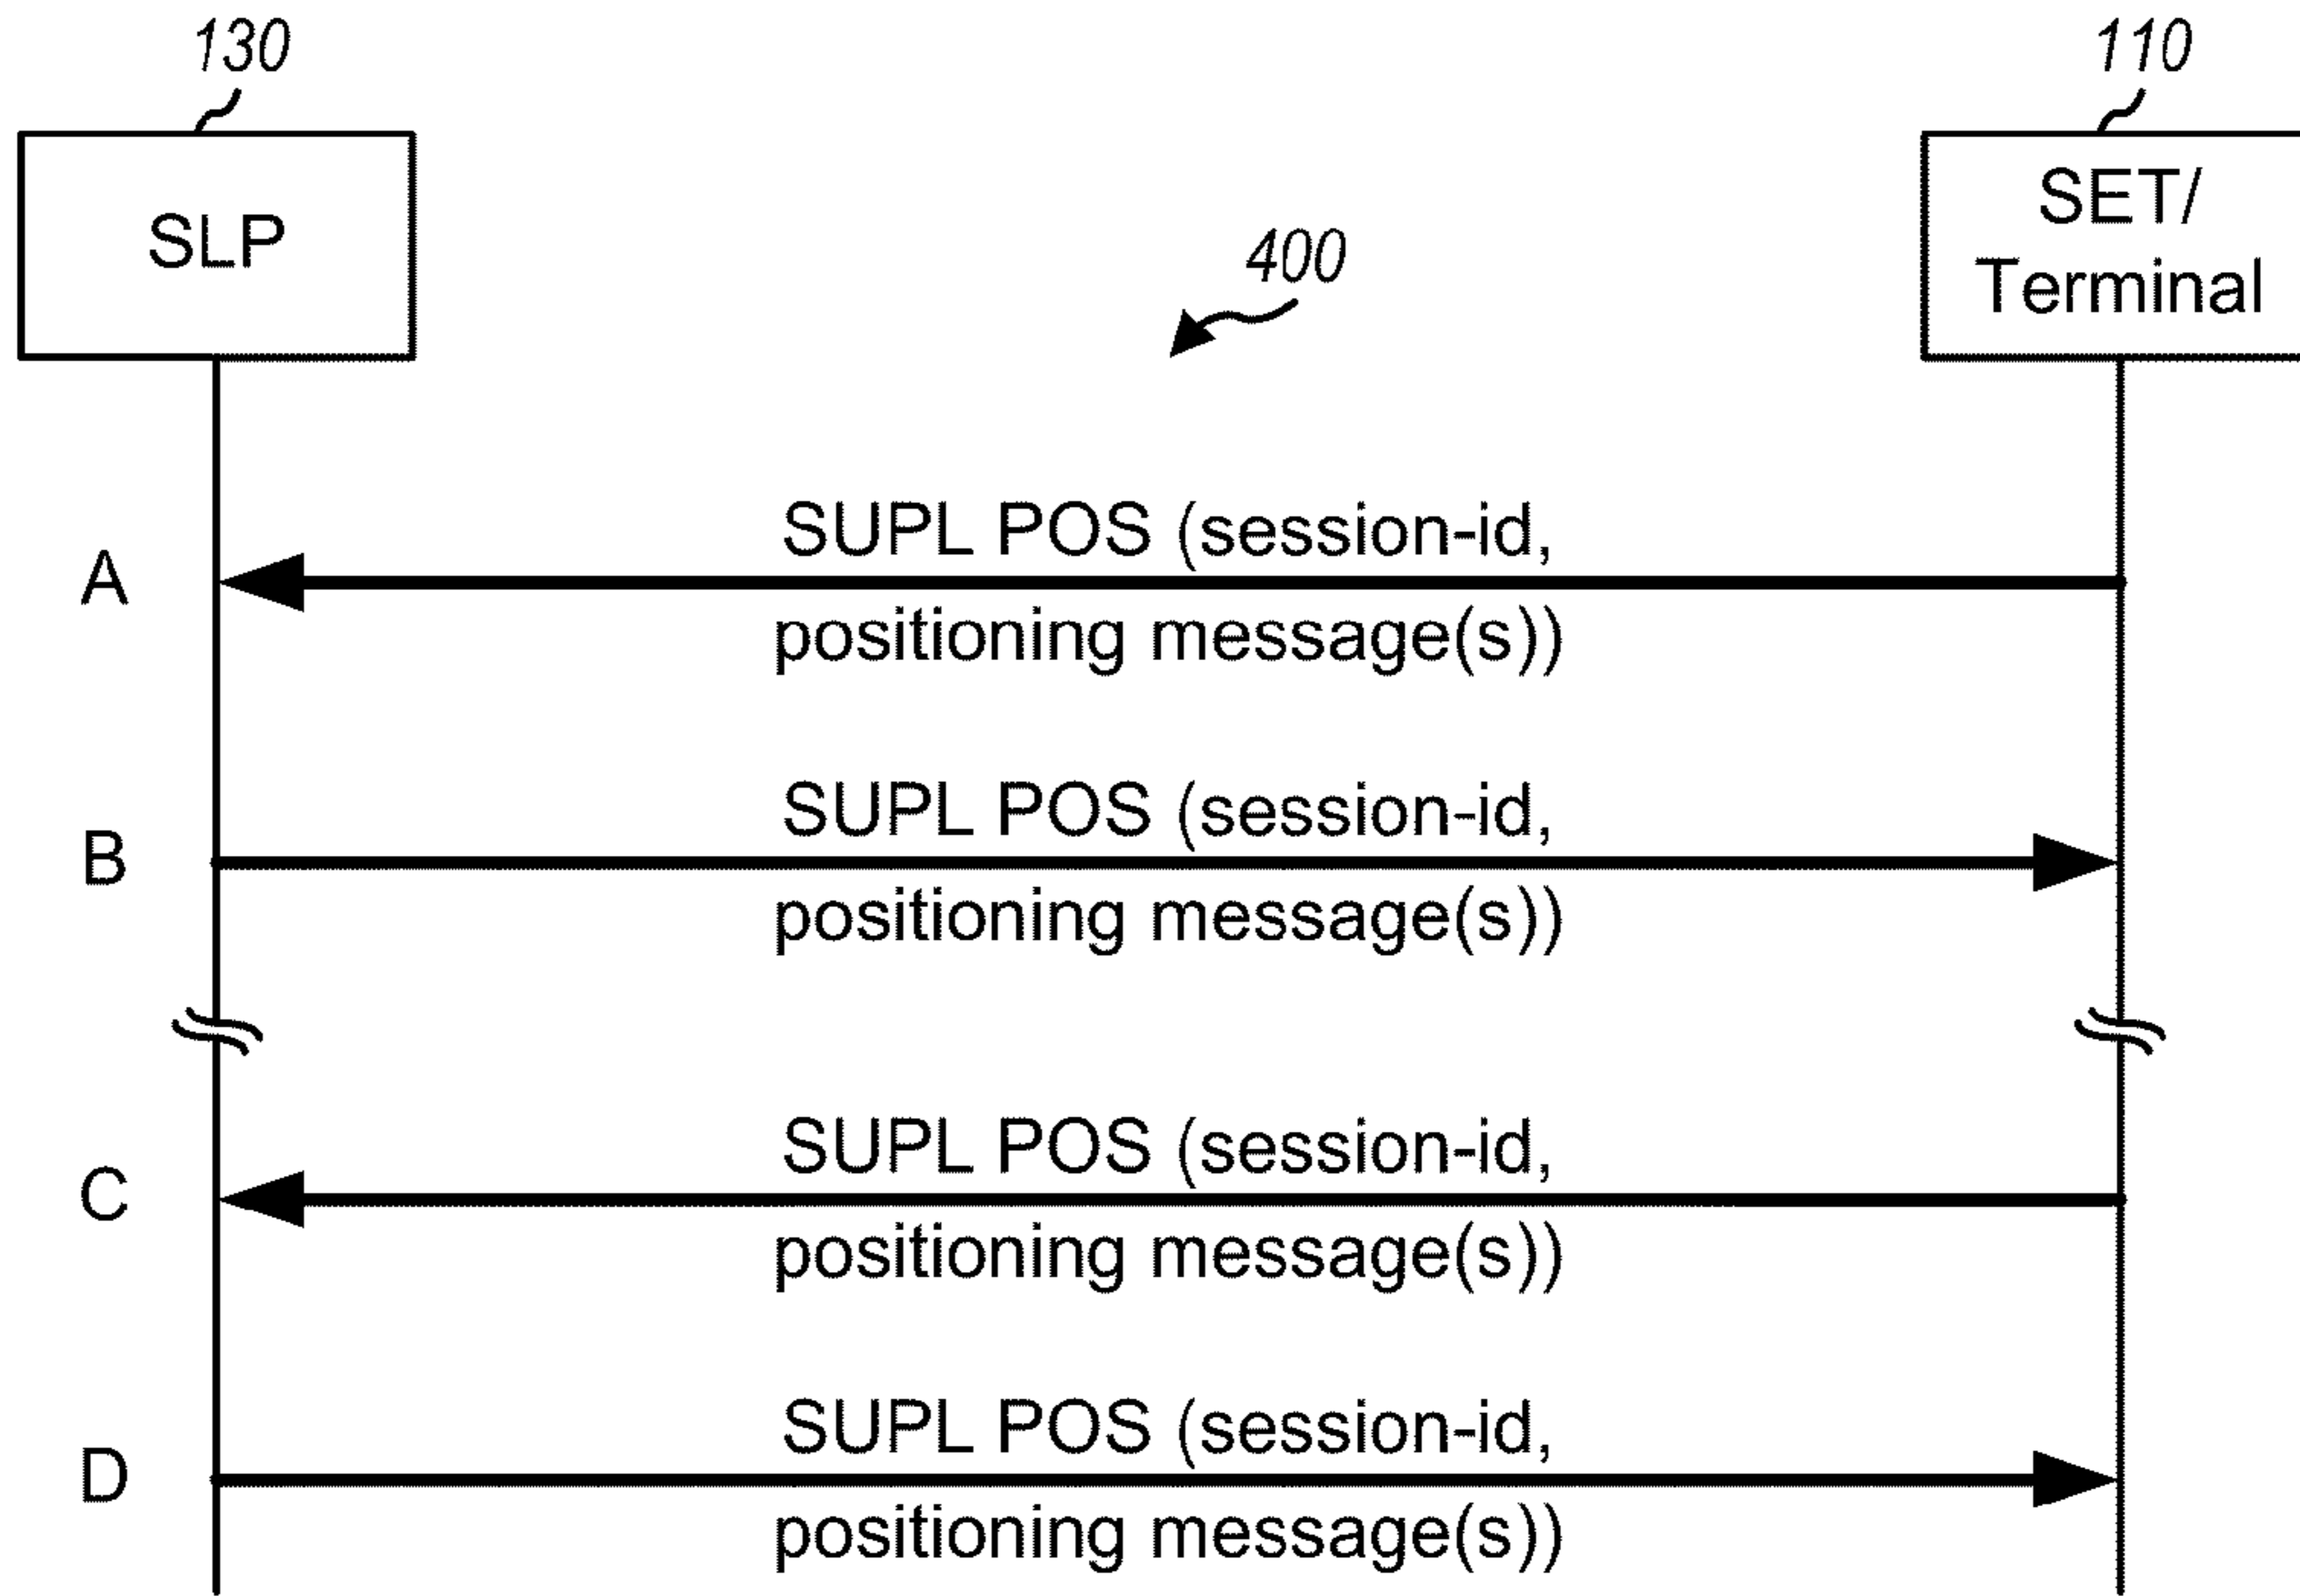 130
110
SLP
SET/
Terminal
400
SUPL POS (session-id,
A
positioning message(s))
SUPL POS (session-id,
B
positioning message(s))
SUPL POS (session-id,
C
positioning message(s))
SUPL POS (session-id,
D
positioning message(s))